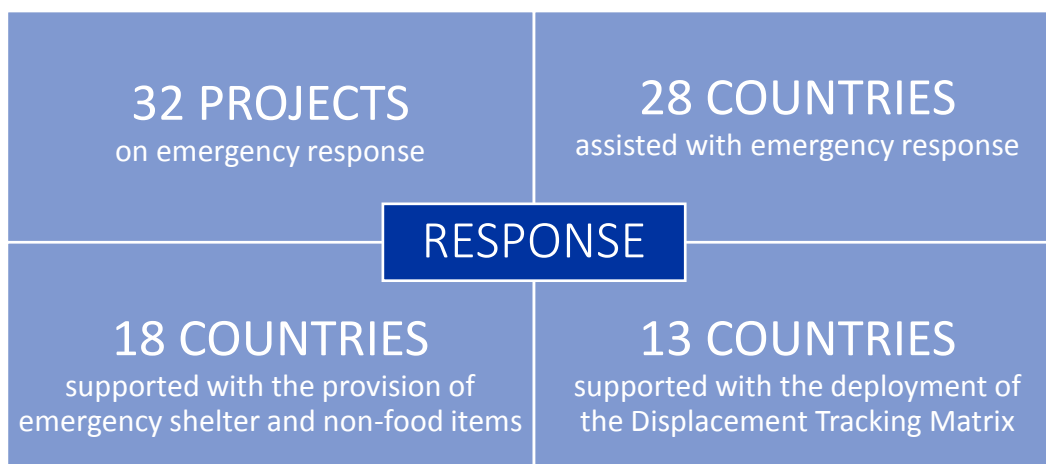 32 PROJECTS
on emergency response
28 COUNTRIES
assisted with emergency response
RESPONSE
18 COUNTRIES
supported with the provision of
emergency shelter and non-food items
13 COUNTRIES
supported with the deployment of
the Displacement Tracking Matrix